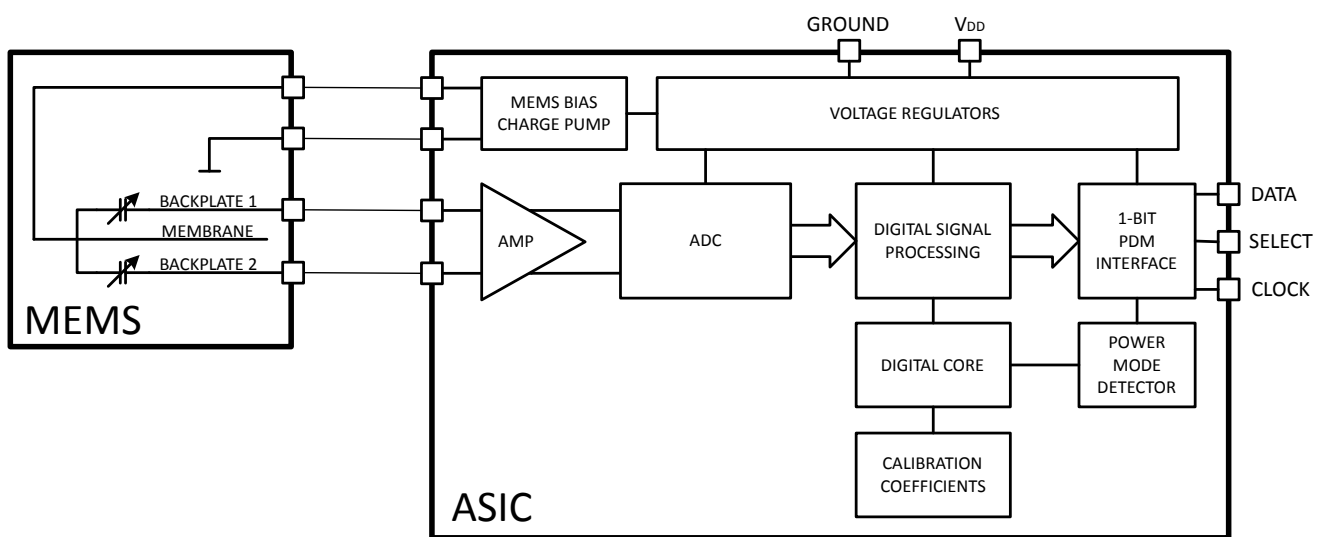 GROUND
VDD
MEMS BIAS
CHARGE PUMP
VOLTAGE REGULATORS
BACKPLATE 1
MEMBRANE
BACKPLATE 2
MEMS
AMP
ADC
DIGITAL SIGNAL
PROCESSING
1-BIT
PDM
INTERFACE
DATA
SELECT
CLOCK
DIGITAL CORE
POWER
MODE
DETECTOR
CALIBRATION
COEFFICIENTS
ASIC